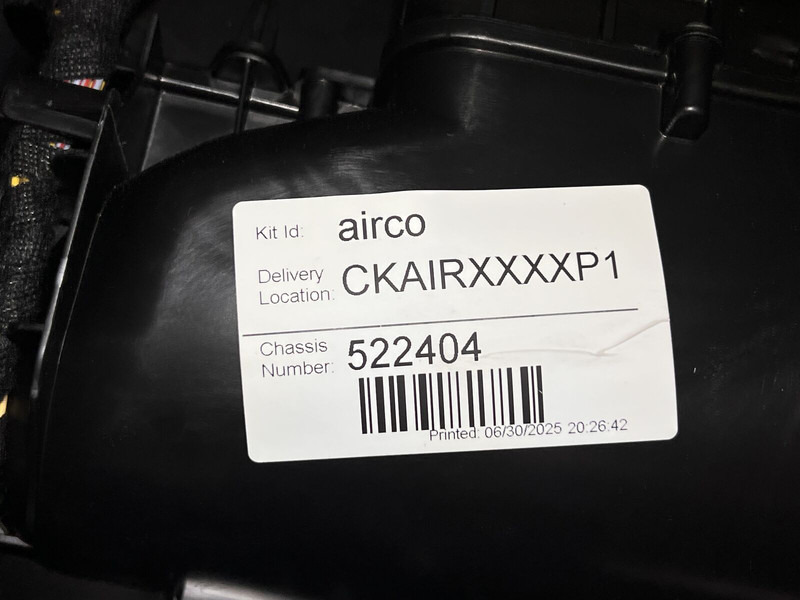 Kit Id: airco
Delivery Location: CKAIRXXXXP1
Chassis Number: 522404
Printed: 06/30/2025 20:26:42